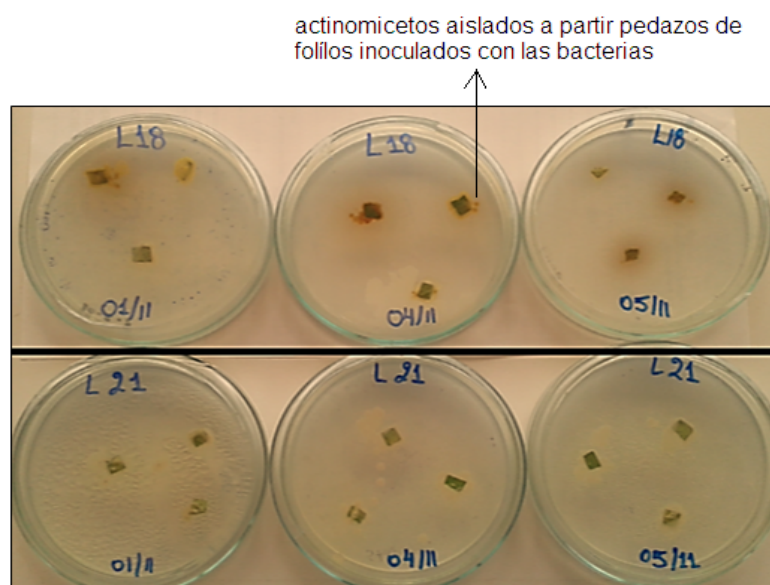 actinomicetos aislados a partir pedazos de
folílos inoculados con las bacterias
L18
L18
L18
01/11
04/11
05/11
L21
L21
L21
01/11
04/11
05/11